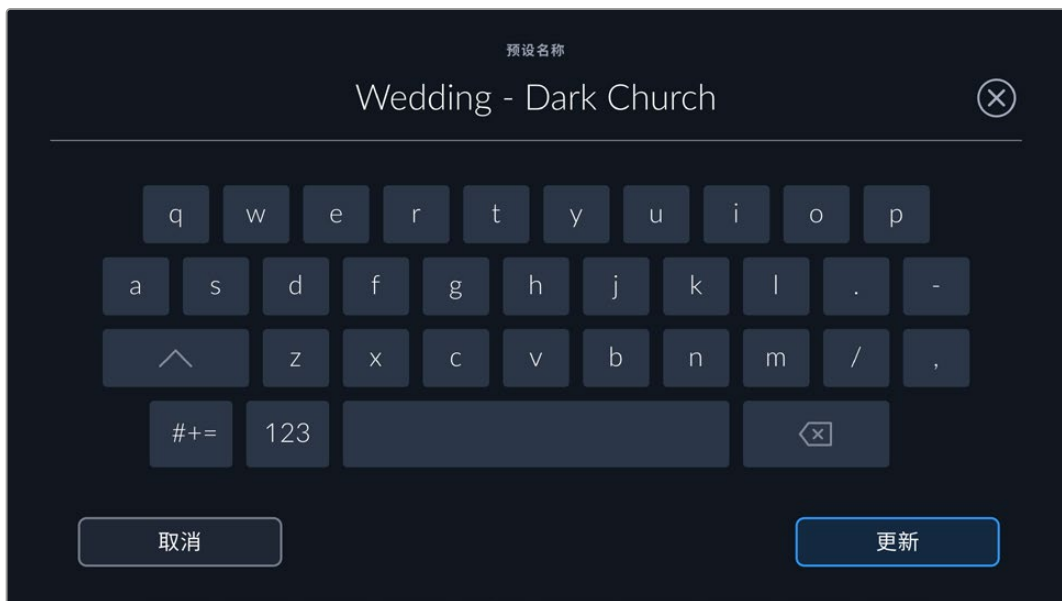 预设名称
Wedding - Dark Church
q w e r t y u i o p
a s d f g h j k l . -
z x c v b n m / ,
#+= 123
取消 更新